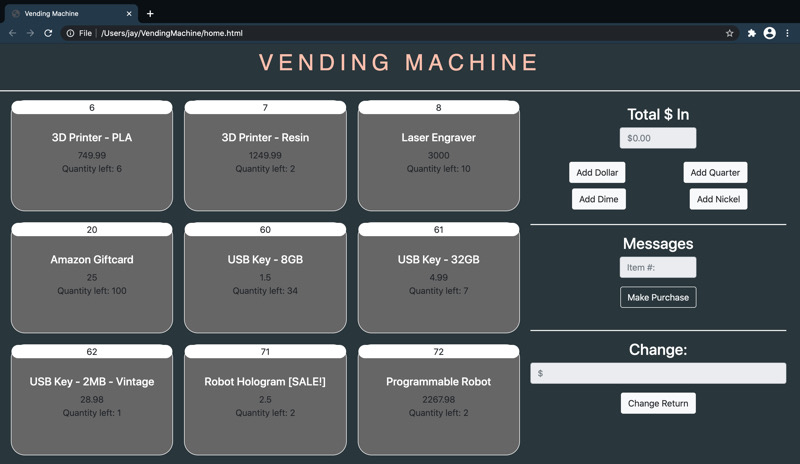 Vending Machine
File | /Users/jay/VendingMachine/home.html
VENDING MACHINE
6
3D Printer - PLA
749.99
Quantity left: 6
7
3D Printer - Resin
1249.99
Quantity left: 2
8
Laser Engraver
3000
Quantity left: 10
20
Amazon Giftcard
25
Quantity left: 100
60
USB Key - 8GB
1.5
Quantity left: 34
61
USB Key - 32GB
4.99
Quantity left: 7
62
USB Key - 2MB - Vintage
28.98
Quantity left: 1
71
Robot Hologram [SALE!]
2.5
Quantity left: 2
72
Programmable Robot
2267.98
Quantity left: 2
Total $ In
$0.00
Add Dollar
Add Quarter
Add Dime
Add Nickel
Messages
Item #:
Make Purchase
Change:
$
Change Return